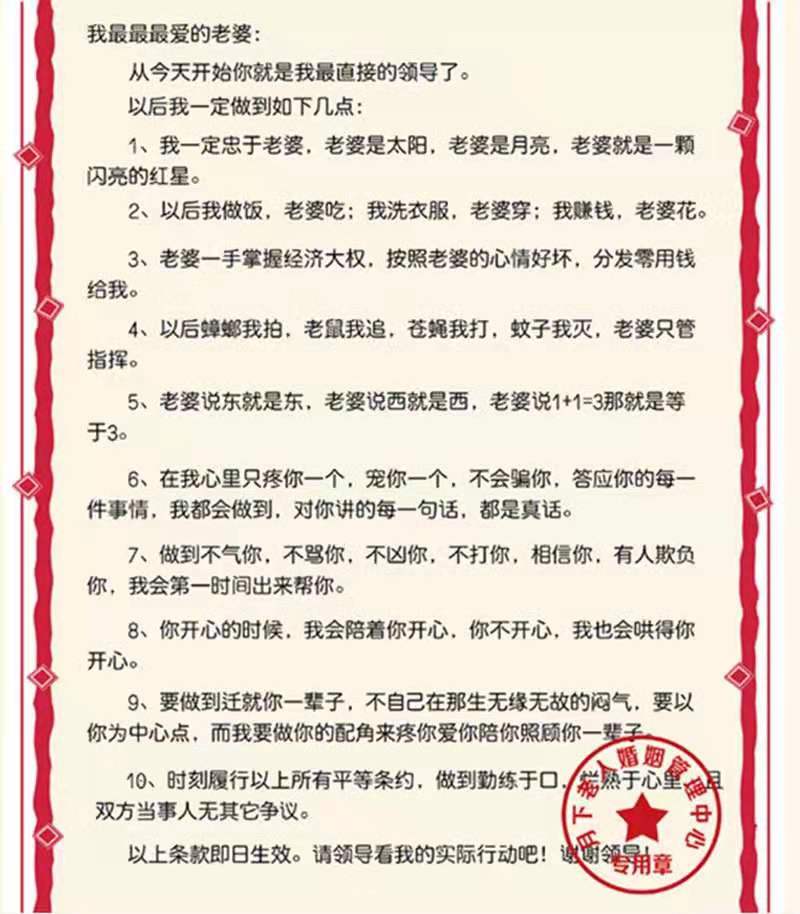 我最最最爱的老婆：
从今天开始你就是我最直接的领导了。
以后我一定做到如下几点：
1、我一定忠于老婆，老婆是太阳，老婆是月亮，老婆就是一颗
闪亮的红星。
2、以后我做饭，老婆吃；我洗衣服，老婆穿；我赚钱，老婆花。
3、老婆一手掌握经济大权，按照老婆的心情好坏，分发零用钱
给我。
4、以后蟑螂我拍，老鼠我追，苍蝇我打，蚊子我灭，老婆只管
指挥。
5、老婆说东就是东，老婆说西就是西，老婆说1+1=3那就是等
于3。
6、在我心里只疼你一个，宠你一个，不会骗你，答应你的每一
件事情，我都会做到，对你讲的每一句话，都是真话。
7、做到不气你，不骂你，不凶你，不打你，相信你，有人欺负
你，我会第一时间出来帮你。
8、你开心的时候，我会陪着你开心，你不开心，我也会哄得你
开心。
9、要做到迁就你一辈子，不自己在那生无缘无故的闷气，要以
你为中心点，而我要做你的配角来疼你爱你陪你照顾你一辈子。
10、时刻履行以上所有平等条约，做到勤练于口，烂熟于心里，且
双方当事人无其它争议。
以上条款即日生效。请领导看我的实际行动吧！谢谢领导！
月下老人婚姻管理中心
专用章